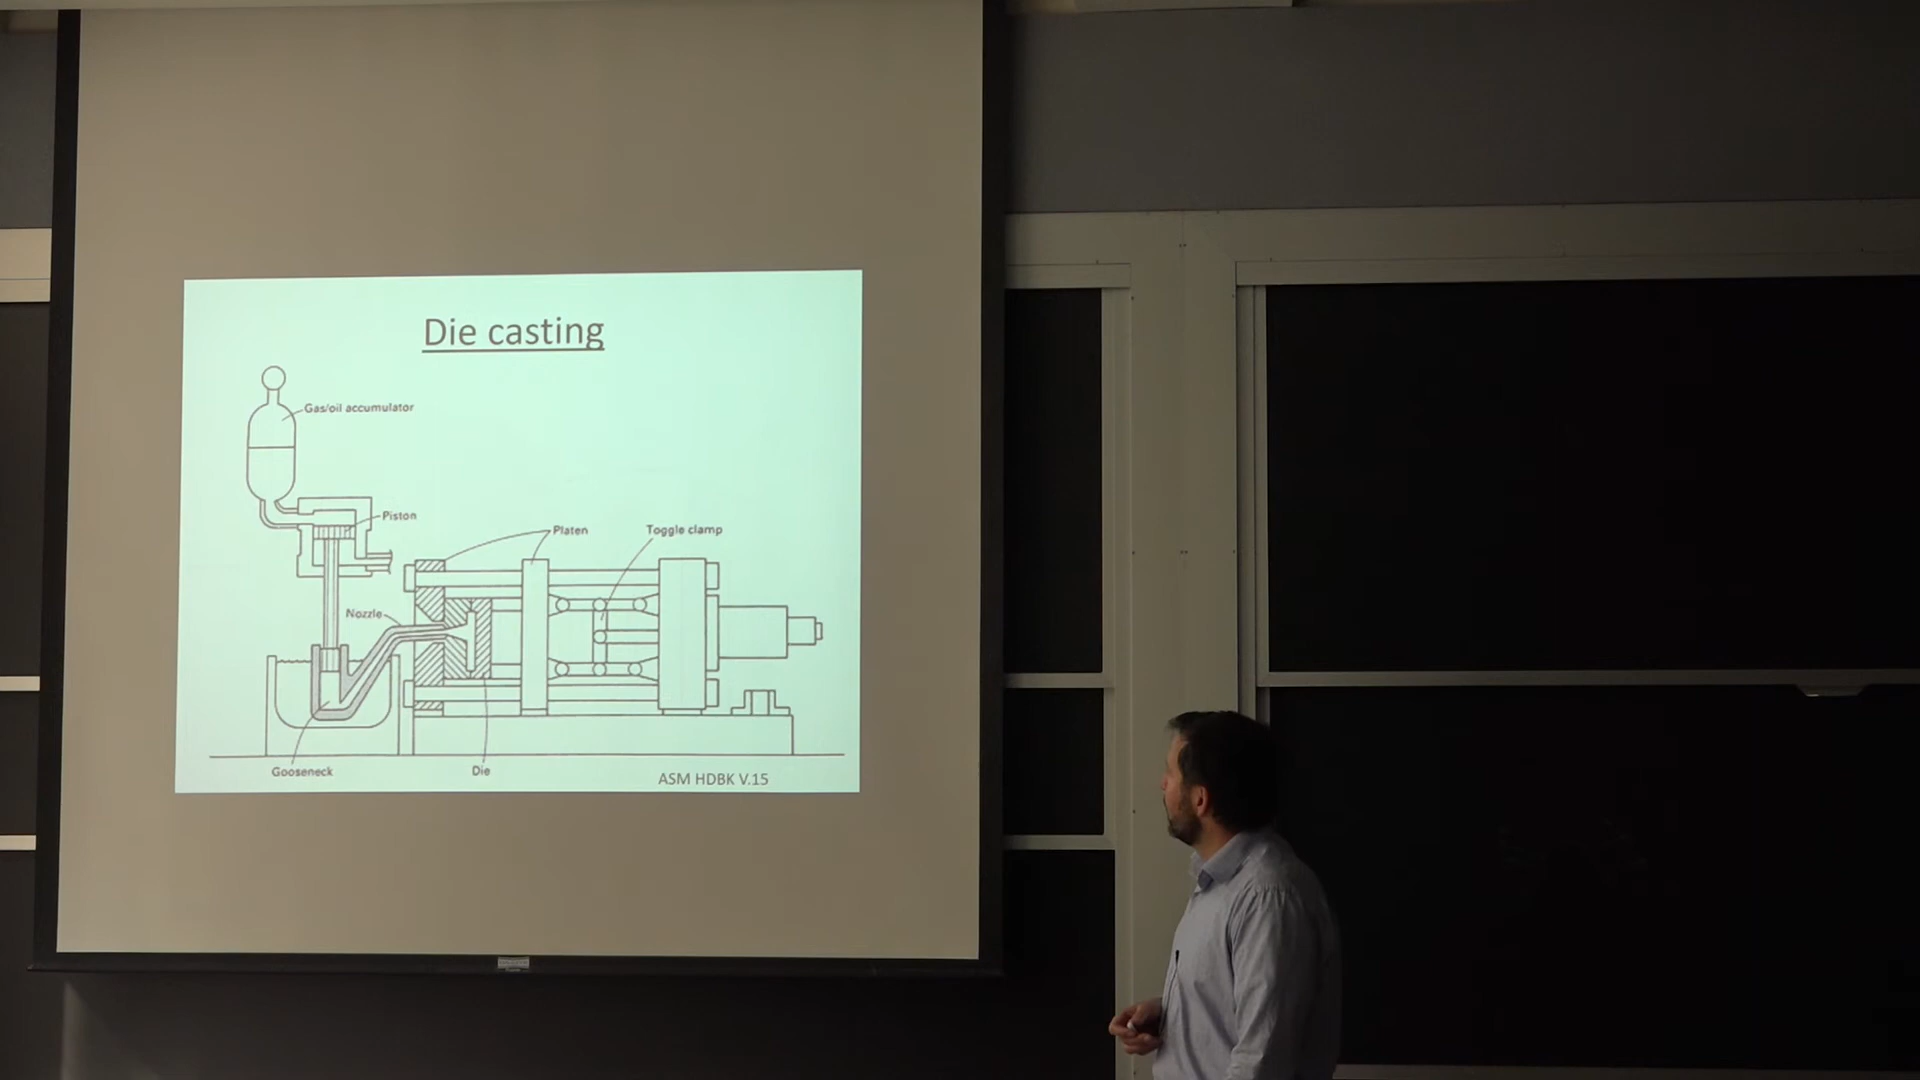 Die casting
Gas/oil accumulator
Piston
Platen
Toggle clamp
Nozzle
Gooseneck
Die
ASM HDBK V.15